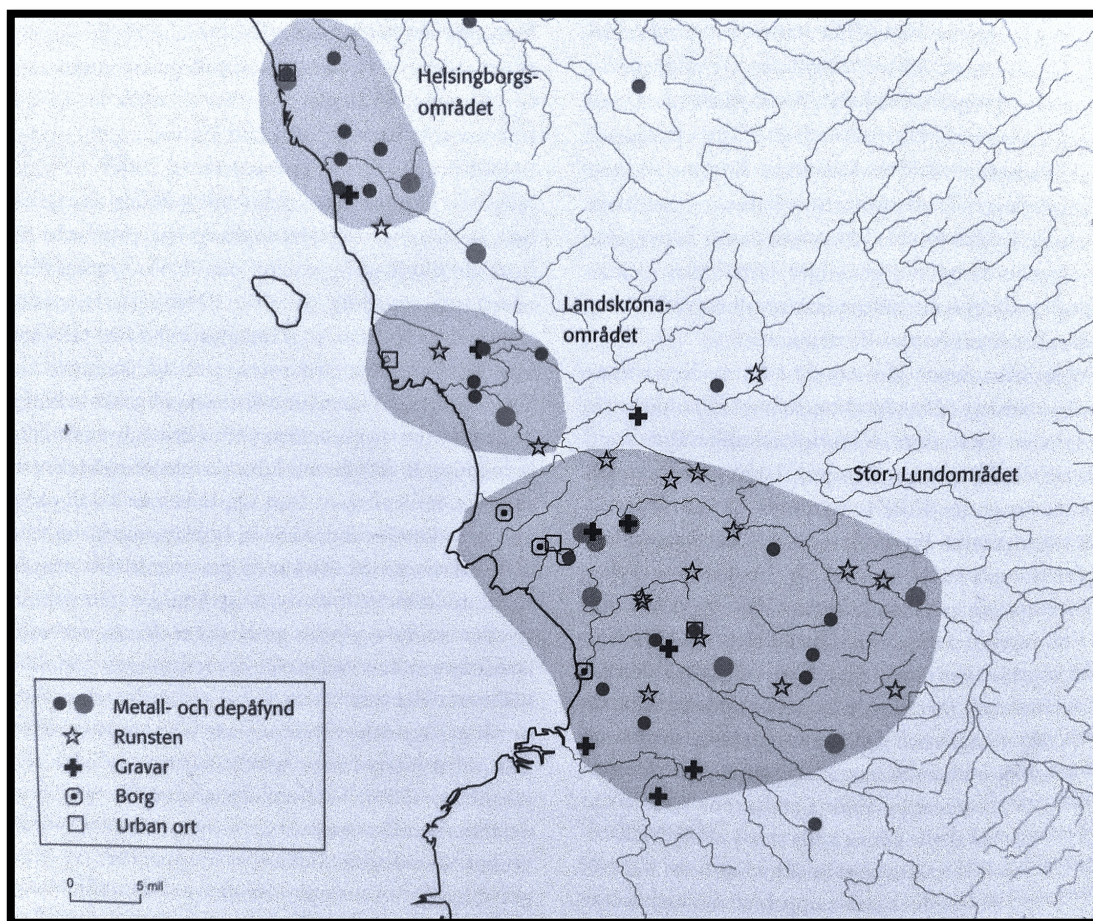 Helsingborgs-
området
Landskrona-
området
Stor- Lundområdet
Metall- och depåfynd
Runsten
Gravar
Borg
Urban ort
0 5 mil